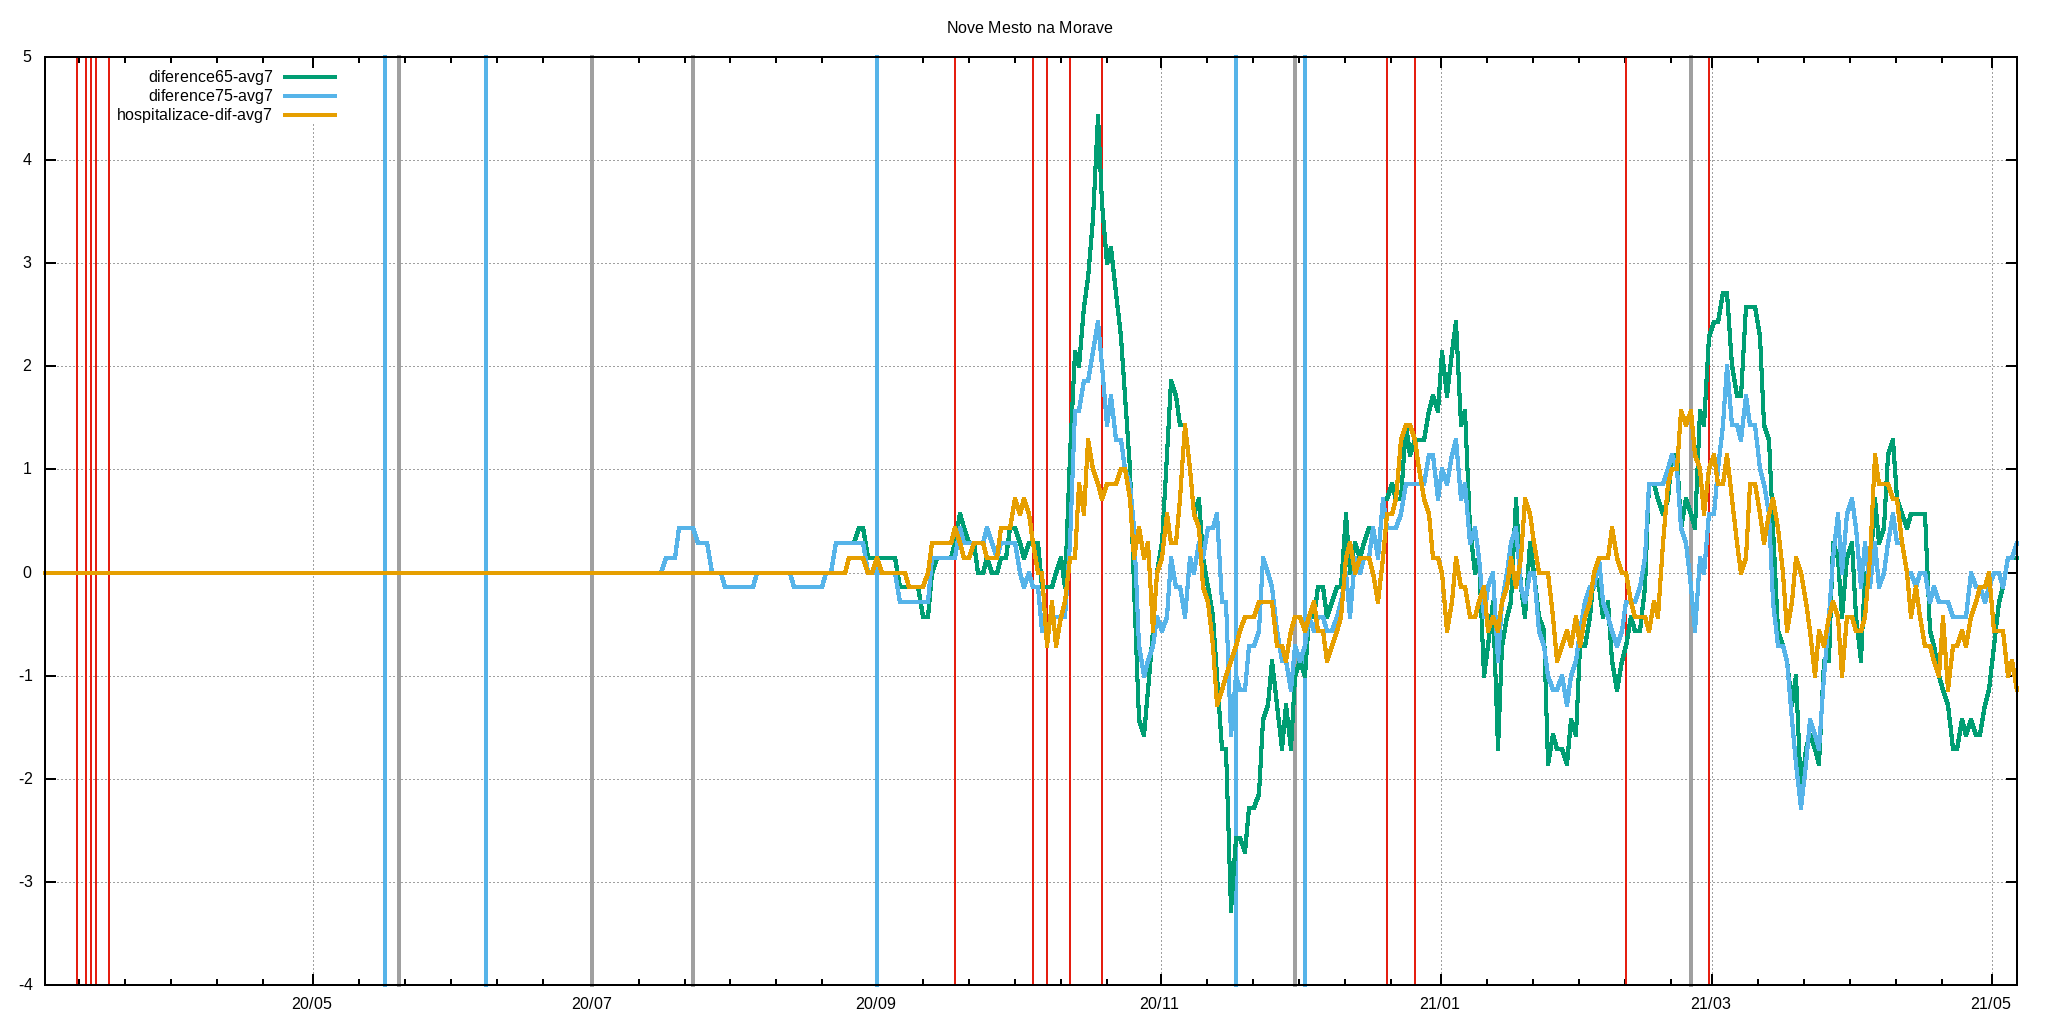 Nove Mesto na Morave
5
diference65-avg7
diference75-avg7
hospitalizace-dif-avg7
4
3
2
1
0
-1
-2
-3
-4
20/05 20/07 20/09 20/11 21/01 21/03 21/05